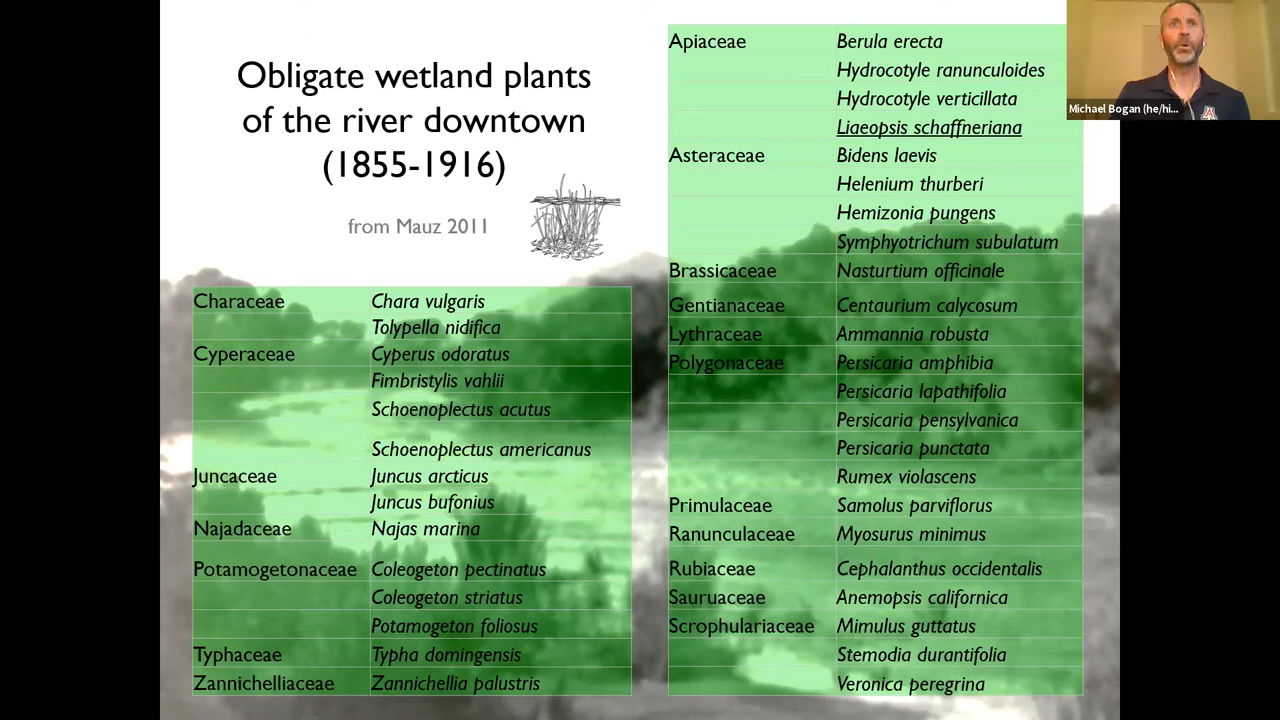 Obligate wetland plants
of the river downtown
(1855-1916)
from Mauz 2011
Characeae Chara vulgaris
Tolypella nidifica
Cyperaceae Cyperus odoratus
Fimbristylis vahlii
Schoenoplectus acutus
Schoenoplectus americanus
Juncaceae Juncus arcticus
Juncus bufonius
Najadaceae Najas marina
Potamogetonaceae Coleogeton pectinatus
Coleogeton striatus
Potamogeton foliosus
Typhaceae Typha domingensis
Zannichelliaceae Zannichellia palustris
Apiaceae Berula erecta
Hydrocotyle ranunculoides
Hydrocotyle verticillata
Liaeopsis schaffneriana
Asteraceae Bidens laevis
Helenium thurberi
Hemizonia pungens
Symphyotrichum subulatum
Brassicaceae Nasturtium officinale
Gentianaceae Centaurium calycosum
Lythraceae Ammannia robusta
Polygonaceae Persicaria amphibia
Persicaria lapathifolia
Persicaria pensylvanica
Persicaria punctata
Rumex violascens
Primulaceae Samolus parviflorus
Ranunculaceae Myosurus minimus
Rubiaceae Cephalanthus occidentalis
Sauruaceae Anemopsis californica
Scrophulariaceae Mimulus guttatus
Stemodia durantifolia
Veronica peregrina
Michael Bogan (he/hi...
A